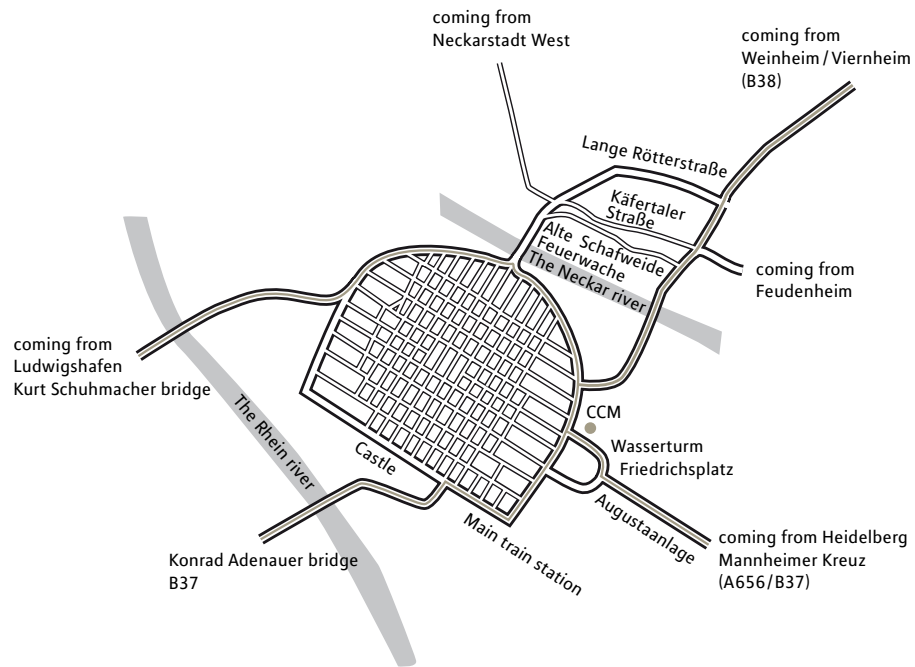 coming from
Neckarstadt West
coming from
Weinheim / Viernheim
(B38)
Lange Rötterstraße
Käfertaler
Straße
Alte Schafweide
Feuerwache
The Neckar river
coming from
Feudenheim
coming from
Ludwigshafen
Kurt Schuhmacher bridge
The Rhein river
CCM
Wasserturm
Friedrichsplatz
Castle
Augustaanlage
Main train station
coming from Heidelberg
Mannheimer Kreuz
(A656/B37)
Konrad Adenauer bridge
B37